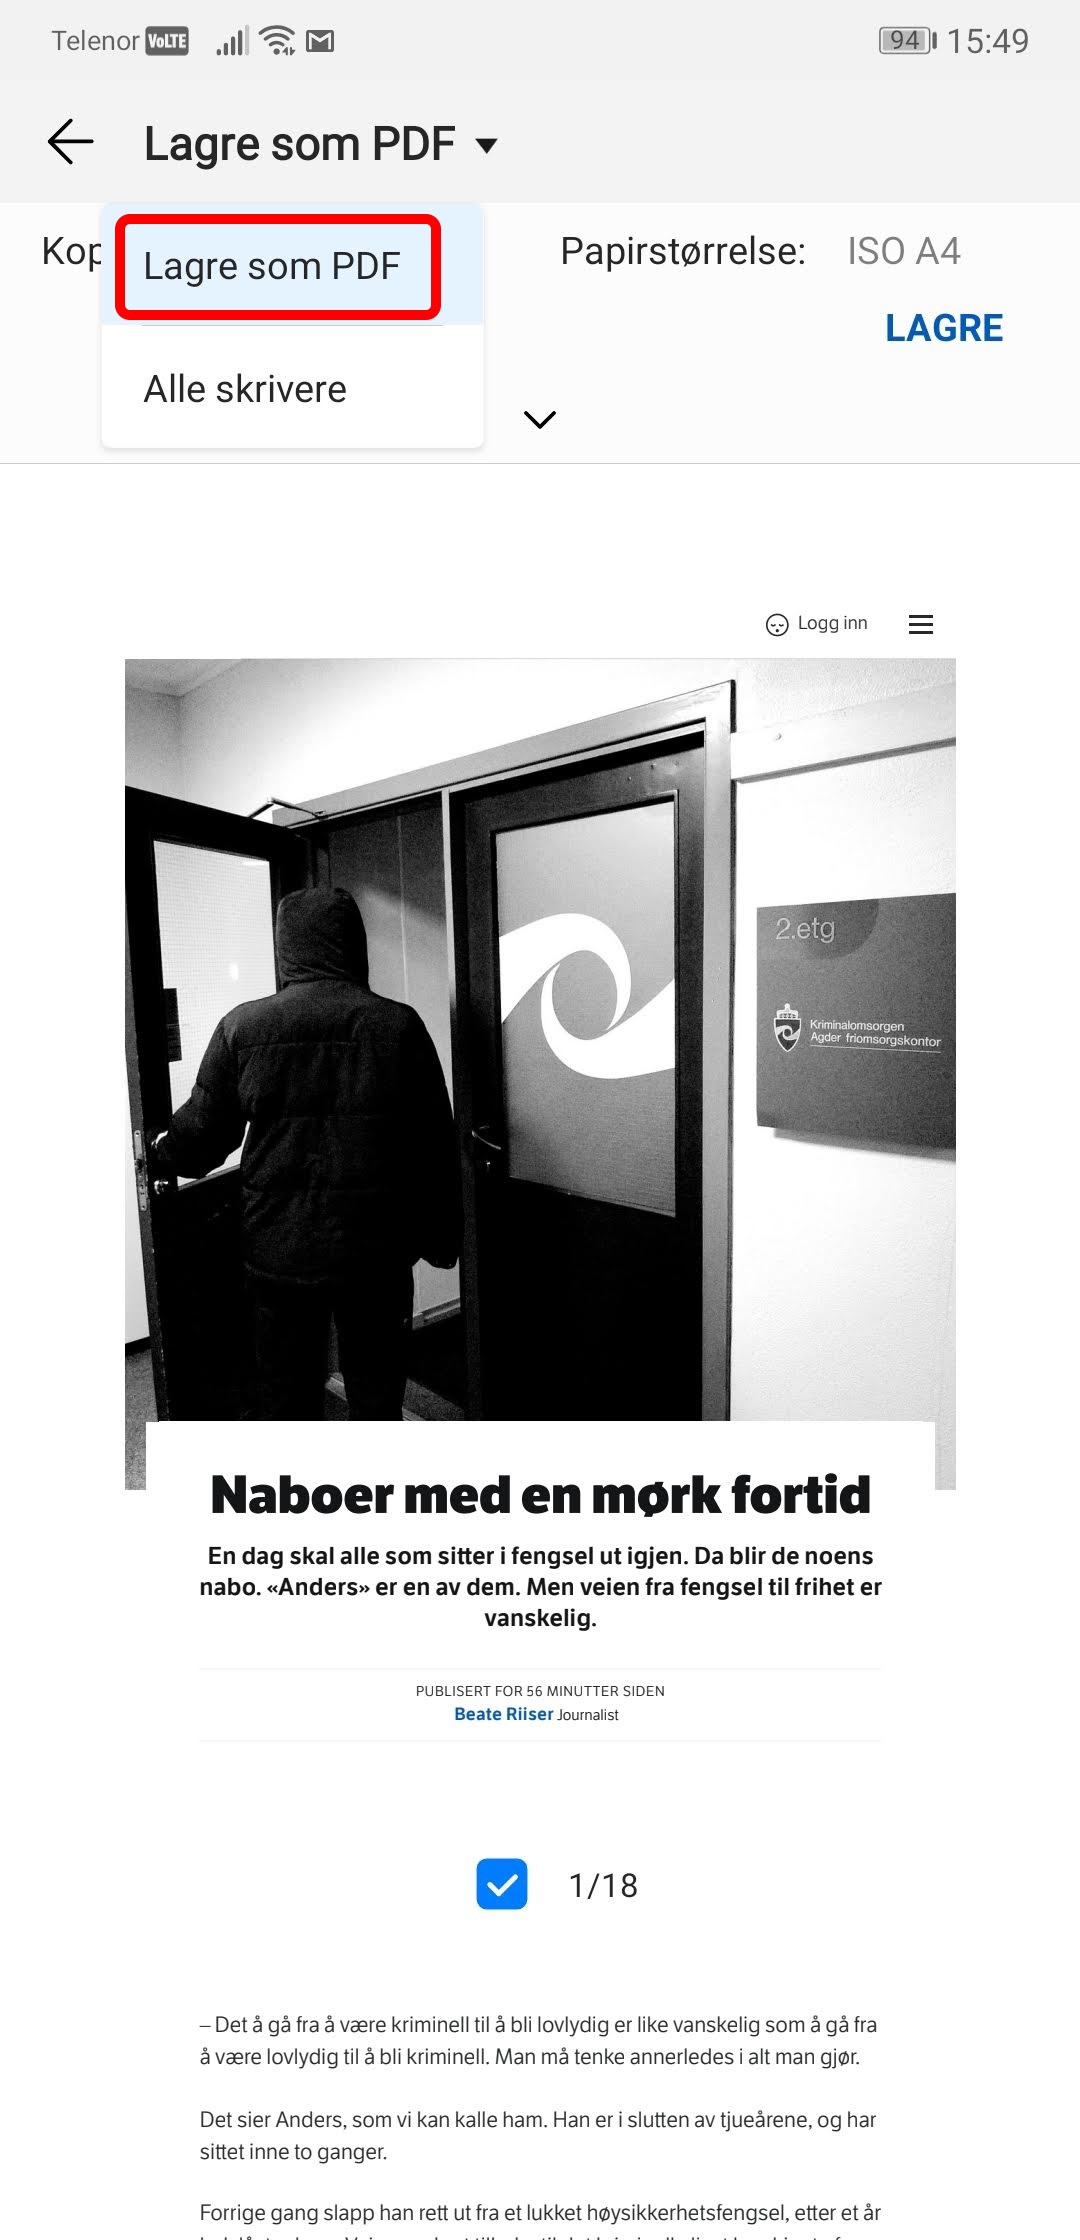 Telenor VoLTE 94 15:49
Lagre som PDF
Kop
Lagre som PDF
Papirstørrelse: ISO A4
LAGRE
Alle skrivere
Logg inn
2.etg
Kriminalomsorgen
Agder friomsorgskontor
Naboer med en mørk fortid
En dag skal alle som sitter i fengsel ut igjen. Da blir de noens
nabo. «Anders» er en av dem. Men veien fra fengsel til frihet er
vanskelig.
PUBLISERT FOR 56 MINUTTER SIDEN
Beate Riiser Journalist
1/18
– Det å gå fra å være kriminell til å bli lovlydig er like vanskelig som å gå fra
å være lovlydig til å bli kriminell. Man må tenke annerledes i alt man gjør.
Det sier Anders, som vi kan kalle ham. Han er i slutten av tjueårene, og har
sittet inne to ganger.
Forrige gang slapp han rett ut fra et lukket høysikkerhetsfengsel, etter et år